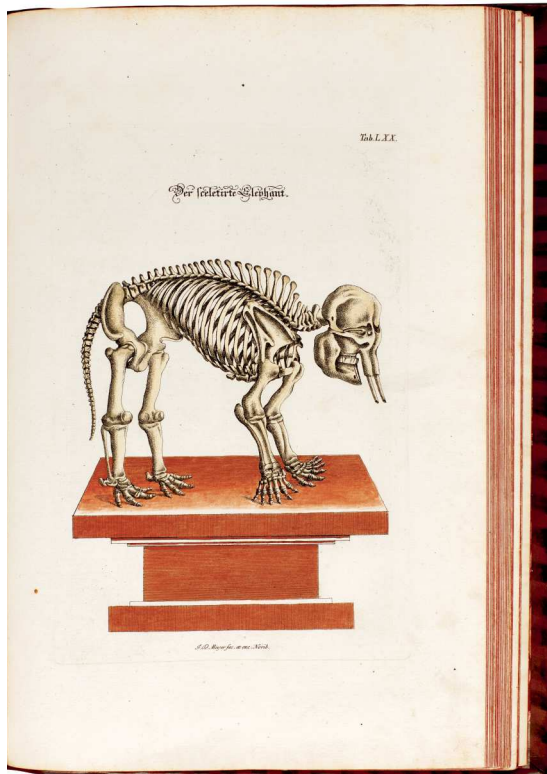 Tab. LXX.
Der sceletirte Elephant.
J. D. Meyer fec. et exc. Norib.